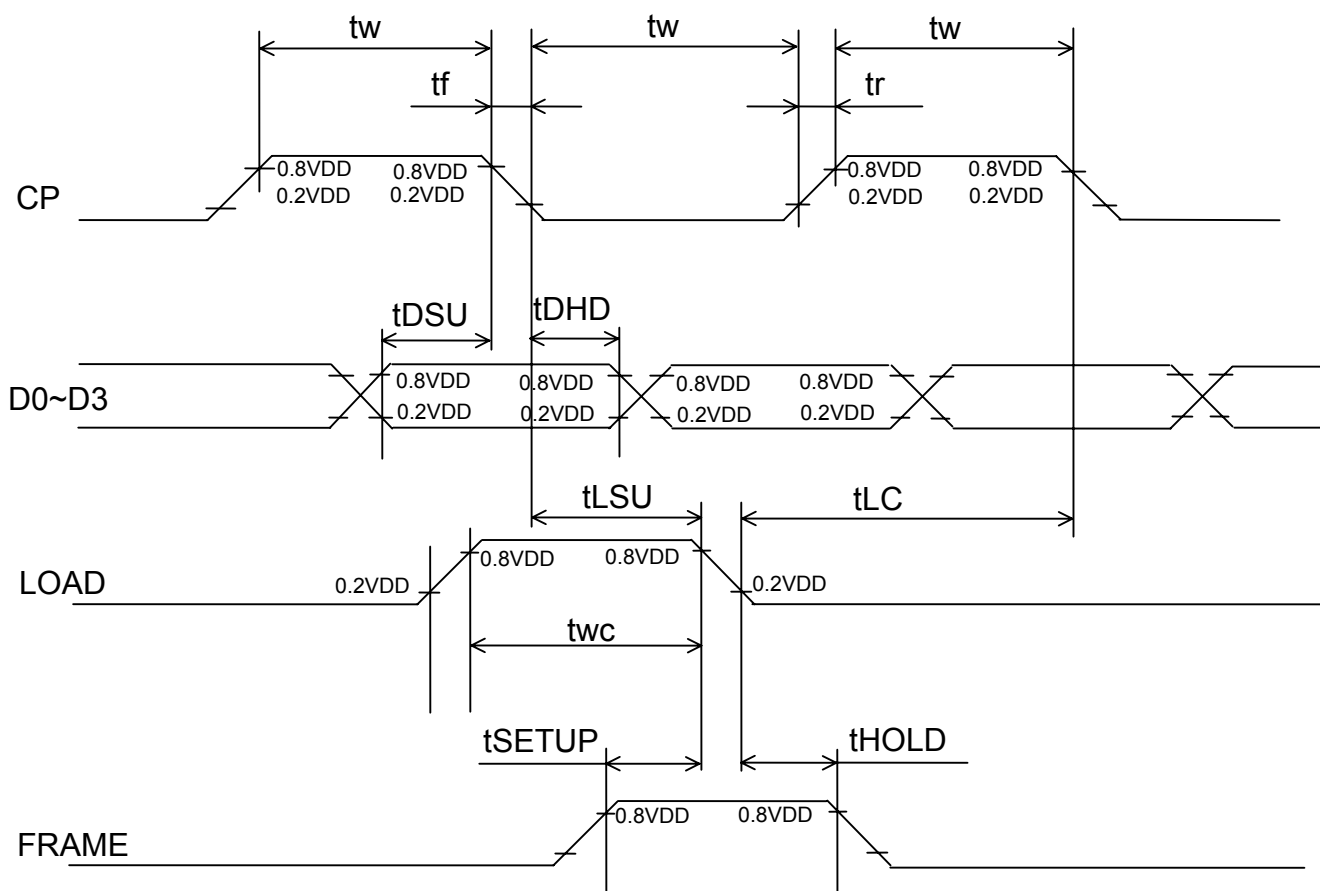 tw tw tw
tf tr
0.8VDD 0.8VDD 0.8VDD 0.8VDD
CP 0.2VDD 0.2VDD 0.2VDD 0.2VDD
tDSU tDHD
0.8VDD 0.8VDD 0.8VDD 0.8VDD
D0~D3 0.2VDD 0.2VDD 0.2VDD 0.2VDD
tLSU tLC
0.8VDD 0.8VDD
LOAD 0.2VDD 0.2VDD
twc
tSETUP tHOLD
0.8VDD 0.8VDD
FRAME